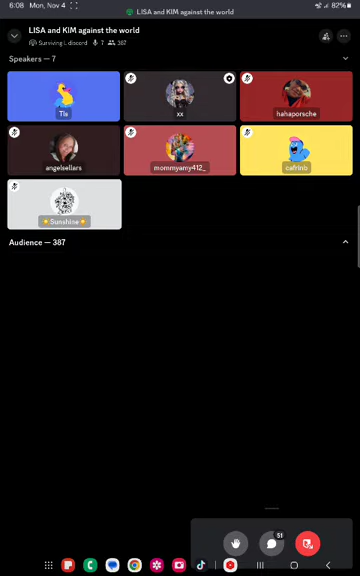 6:08 Mon, Nov 4 82%
LISA and KIM against the world
LISA and KIM against the world
Surviving L discord 7 387
Speakers — 7
Tls
xx
hahaporsche
angelsellars
mommyamy412_
cafrinb
Sunshine
Audience — 387
51